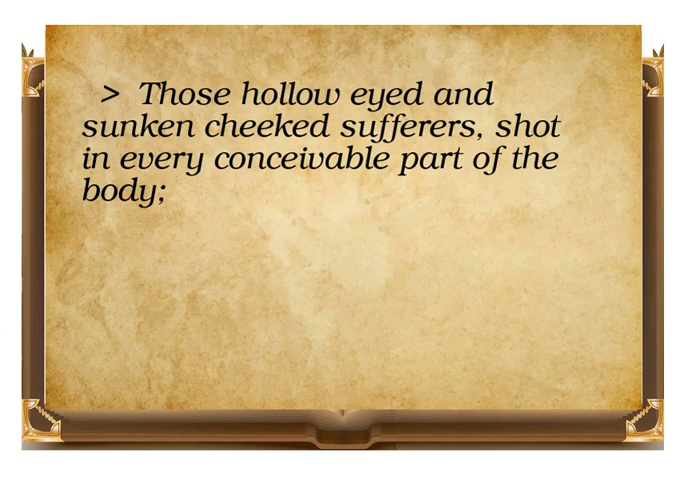 > Those hollow eyed and
sunken cheeked sufferers, shot
in every conceivable part of the
body;